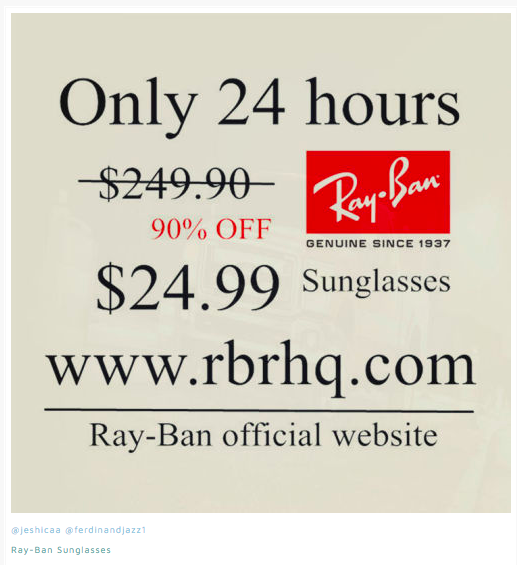 Only 24 hours
$249.90
Ray-Ban
90% OFF
GENUINE SINCE 1937
$24.99 Sunglasses
www.rbrhq.com
Ray-Ban official website
@jeshicaa @ferdinandjazz1
Ray-Ban Sunglasses